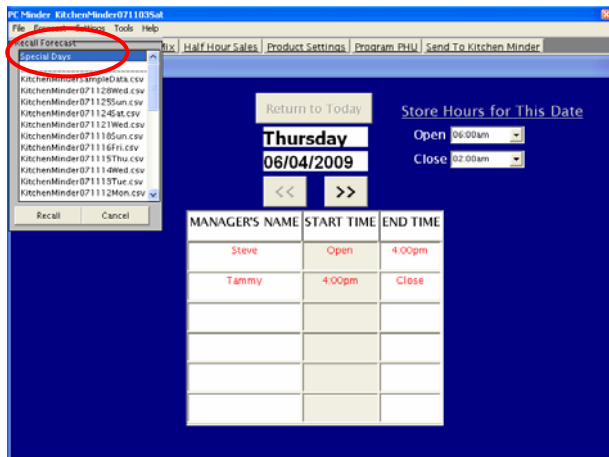 PC Minder KitchenMinder071103Sat
File Forecast Settings Tools Help
Recall Forecast
Mix Half Hour Sales Product Settings Program PHU Send To Kitchen Minder
Special Days
KitchenMinderSampleData.csv
KitchenMinder071128Wed.csv
KitchenMinder071125Sun.csv
KitchenMinder071124Sat.csv
KitchenMinder071121Wed.csv
KitchenMinder071118Sun.csv
KitchenMinder071116Fri.csv
KitchenMinder071115Thu.csv
KitchenMinder071114Wed.csv
KitchenMinder071113Tue.csv
KitchenMinder071112Mon.csv
Recall Cancel
Return to Today
Thursday
06/04/2009
<< >>
Store Hours for This Date
Open 06:00am
Close 02:00am
MANAGER'S NAME START TIME END TIME
Steve Open 4:00pm
Tammy 4:00pm Close